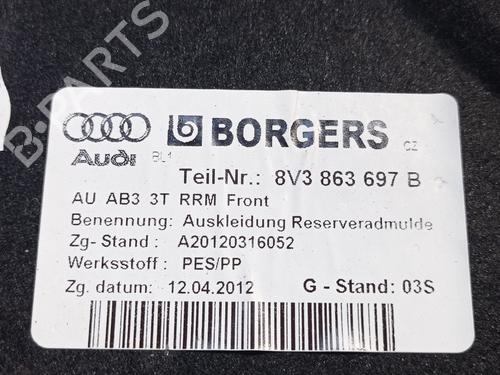 BORGERS
CZ
Audi
BL1
Teil-Nr.: 8V3 863 697 B
AU AB3 3T RRM Front
Benennung: Auskleidung Reserveradmulde
Zg- Stand : A20120316052
Werksstoff : PES/PP
Zg. datum: 12.04.2012 G - Stand: 03S
B-PARTS